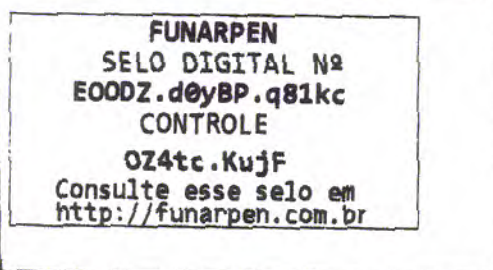 FUNARPEN
SELO DIGITAL Nº
EOODZ.d0yBP.q81kc
CONTROLE
OZ4tc.KujF
Consulte esse selo em
http://funarpen.com.br